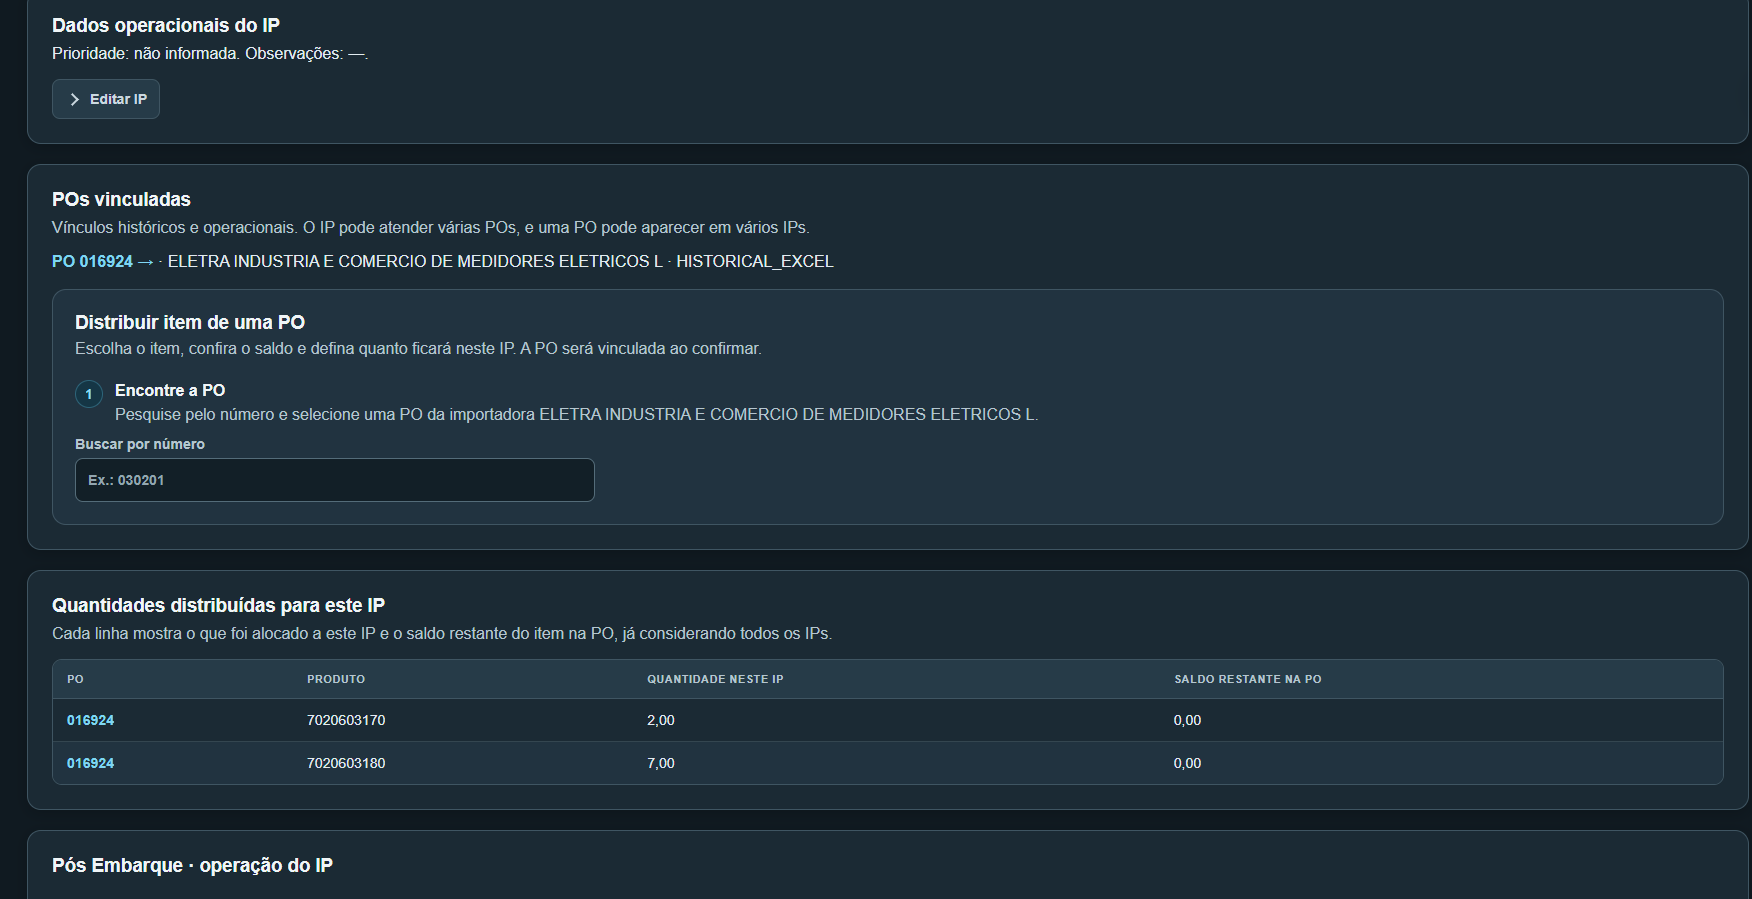 Dados operacionais do IP
Prioridade: não informada. Observações: —.
Editar IP
POs vinculadas
Vínculos históricos e operacionais. O IP pode atender várias POs, e uma PO pode aparecer em vários IPs.
PO 016924 → · ELETRA INDUSTRIA E COMERCIO DE MEDIDORES ELETRICOS L · HISTORICAL_EXCEL
Distribuir item de uma PO
Escolha o item, confira o saldo e defina quanto ficará neste IP. A PO será vinculada ao confirmar.
1 Encontre a PO
Pesquise pelo número e selecione uma PO da importadora ELETRA INDUSTRIA E COMERCIO DE MEDIDORES ELETRICOS L.
Buscar por número
Ex.: 030201
Quantidades distribuídas para este IP
Cada linha mostra o que foi alocado a este IP e o saldo restante do item na PO, já considerando todos os IPs.
PO PRODUTO QUANTIDADE NESTE IP SALDO RESTANTE NA PO
016924 7020603170 2,00 0,00
016924 7020603180 7,00 0,00
Pós Embarque · operação do IP